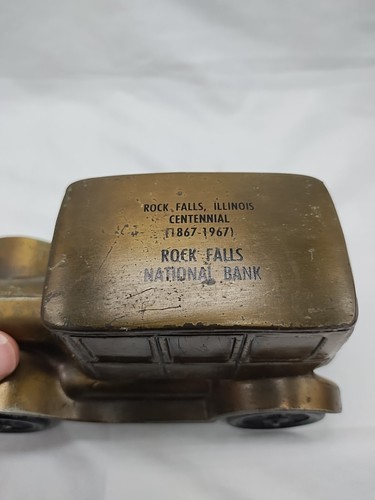 ROCK FALLS, ILLINOIS
CENTENNIAL
(1867-1967)
ROCK FALLS
NATIONAL BANK